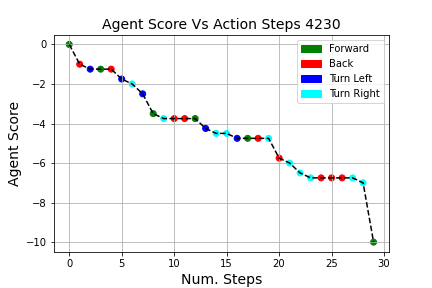 Agent Score Vs Action Steps 4230
Forward
Back
Turn Left
Turn Right
Agent Score
0
−2
−4
−6
−8
−10
0 5 10 15 20 25 30
Num. Steps